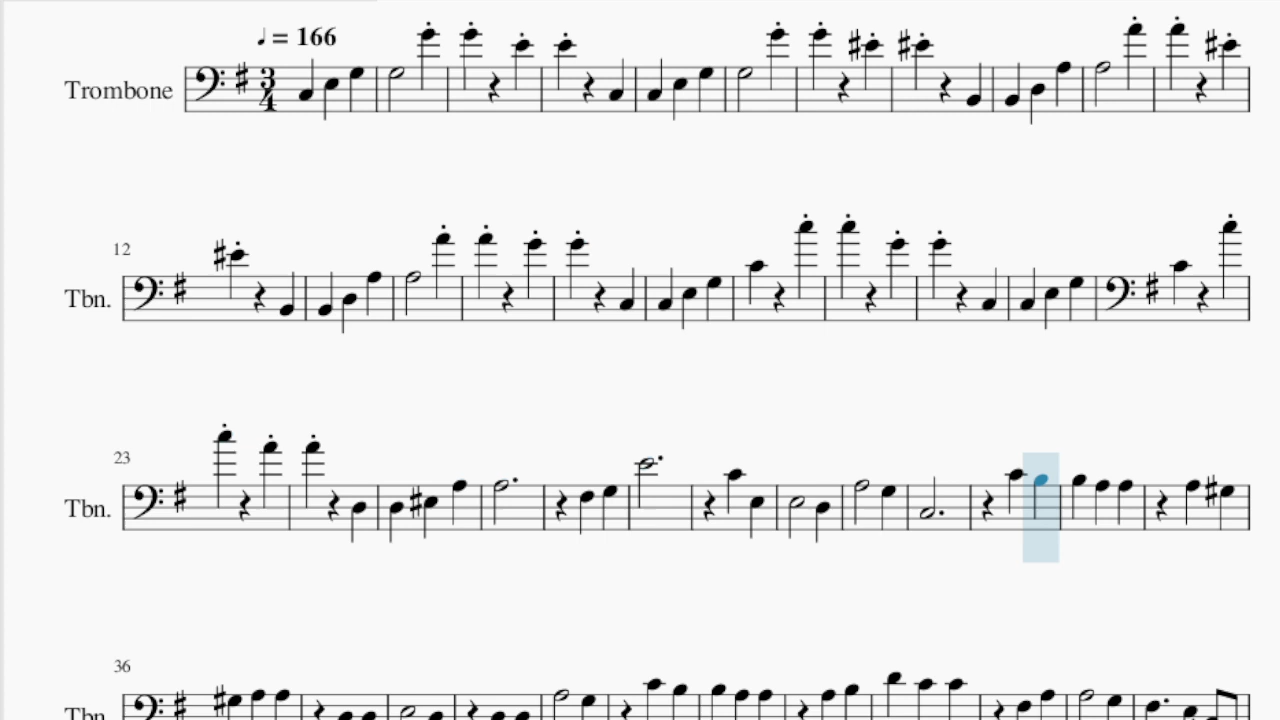 ♩ = 166
Trombone
3
4
12
Tbn.
23
Tbn.
36
Tbn.